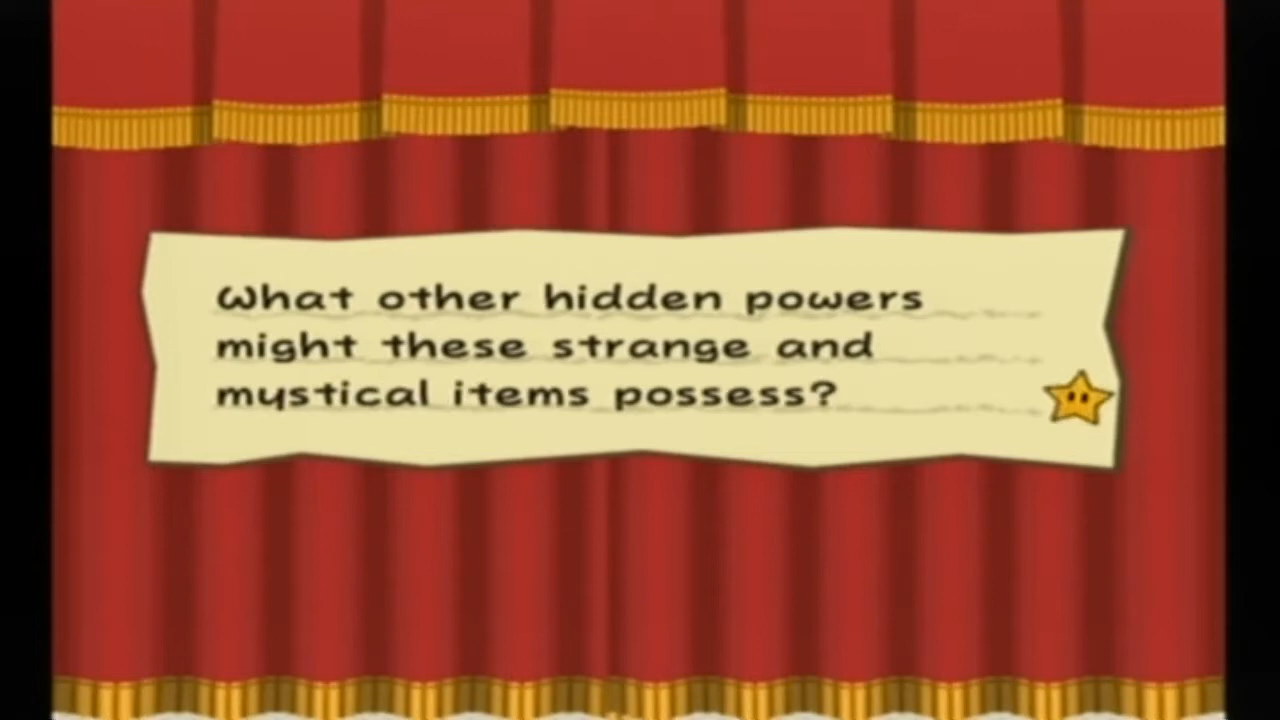 What other hidden powers
might these strange and
mystical items possess?